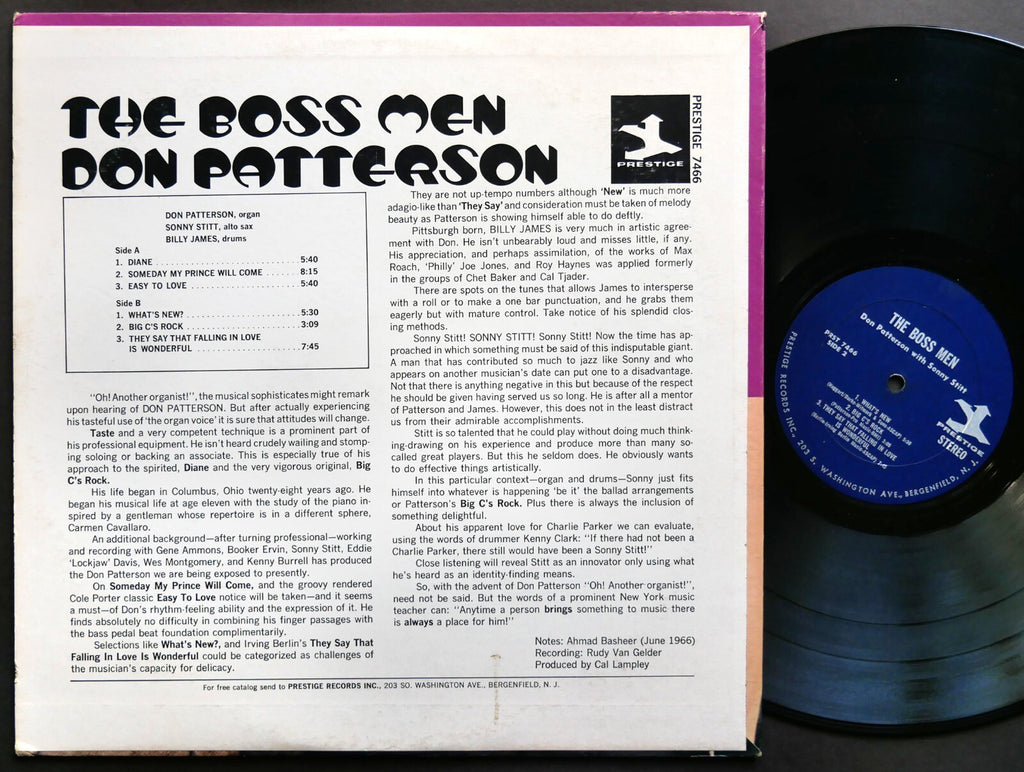 THE BOSS MEN
DON PATTERSON
PRESTIGE
PRESTIGE 7466
DON PATTERSON, organ
SONNY STITT, alto sax
BILLY JAMES, drums
Side A
1. DIANE . . . . . 5:40
2. SOMEDAY MY PRINCE WILL COME . . . . . 8:15
3. EASY TO LOVE . . . . . 5:40
Side B
1. WHAT'S NEW? . . . . . 5:30
2. BIG C'S ROCK . . . . . 3:09
3. THEY SAY THAT FALLING IN LOVE
IS WONDERFUL . . . . . 7:45
"Oh! Another organist!", the musical sophisticates might remark
upon hearing of DON PATTERSON. But after actually experiencing
his tasteful use of 'the organ voice' it is sure that attitudes will change.
Taste and a very competent technique is a prominent part of
his professional equipment. He isn't heard crudely wailing and stomp-
ing soloing or backing an associate. This is especially true of his
approach to the spirited, Diane and the very vigorous original, Big
C's Rock.
His life began in Columbus, Ohio twenty-eight years ago. He
began his musical life at age eleven with the study of the piano in-
spired by a gentleman whose repertoire is in a different sphere,
Carmen Cavallaro.
An additional background—after turning professional—working
and recording with Gene Ammons, Booker Ervin, Sonny Stitt, Eddie
'Lockjaw' Davis, Wes Montgomery, and Kenny Burrell has produced
the Don Patterson we are being exposed to presently.
On Someday My Prince Will Come, and the groovy rendered
Cole Porter classic Easy To Love notice will be taken—and it seems
a must—of Don's rhythm-feeling ability and the expression of it. He
finds absolutely no difficulty in combining his finger passages with
the bass pedal beat foundation complimentarily.
Selections like What's New?, and Irving Berlin's They Say That
Falling In Love Is Wonderful could be categorized as challenges of
the musician's capacity for delicacy.
They are not up-tempo numbers although 'New' is much more
adagio-like than 'They Say' and consideration must be taken of melody
beauty as Patterson is showing himself able to do deftly.
Pittsburgh born, BILLY JAMES is very much in artistic agree-
ment with Don. He isn't unbearably loud and misses little, if any.
His appreciation, and perhaps assimilation, of the works of Max
Roach, 'Philly' Joe Jones, and Roy Haynes was applied formerly
in the groups of Chet Baker and Cal Tjader.
There are spots on the tunes that allows James to intersperse
with a roll or to make a one bar punctuation, and he grabs them
eagerly but with mature control. Take notice of his splendid clos-
ing methods.
Sonny Stitt! SONNY STITT! Sonny Stitt! Now the time has ap-
proached in which something must be said of this indisputable giant.
A man that has contributed so much to jazz like Sonny and who
appears on another musician's date can put one to a disadvantage.
Not that there is anything negative in this but because of the respect
he should be given having served us so long. He is after all a mentor
of Patterson and James. However, this does not in the least distract
us from their admirable accomplishments.
Stitt is so talented that he could play without doing much think-
ing-drawing on his experience and produce more than many so-
called great players. But this he seldom does. He obviously wants
to do effective things artistically.
In this particular context—organ and drums—Sonny just fits
himself into whatever is happening 'be it' the ballad arrangements
or Patterson's Big C's Rock. Plus there is always the inclusion of
something delightful.
About his apparent love for Charlie Parker we can evaluate,
using the words of drummer Kenny Clark: "If there had not been a
Charlie Parker, there still would have been a Sonny Stitt!"
Close listening will reveal Stitt as an innovator only using what
he's heard as an identity-finding means.
So, with the advent of Don Patterson "Oh! Another organist!",
need not be said. But the words of a prominent New York music
teacher can: "Anytime a person brings something to music there
is always a place for him!"
Notes: Ahmad Basheer (June 1966)
Recording: Rudy Van Gelder
Produced by Cal Lampley
For free catalog send to PRESTIGE RECORDS INC., 203 SO. WASHINGTON AVE., BERGENFIELD, N. J.
THE BOSS MEN
Don Patterson with Sonny Stitt
PRST 7466
SIDE
1. WHAT'S NEW
2. BIG C'S ROCK
3. THEY SAY THAT FALLING IN LOVE
IS WONDERFUL
PRESTIGE
STEREO
PRESTIGE RECORDS INC., 203 S. WASHINGTON AVE., BERGENFIELD, N. J.